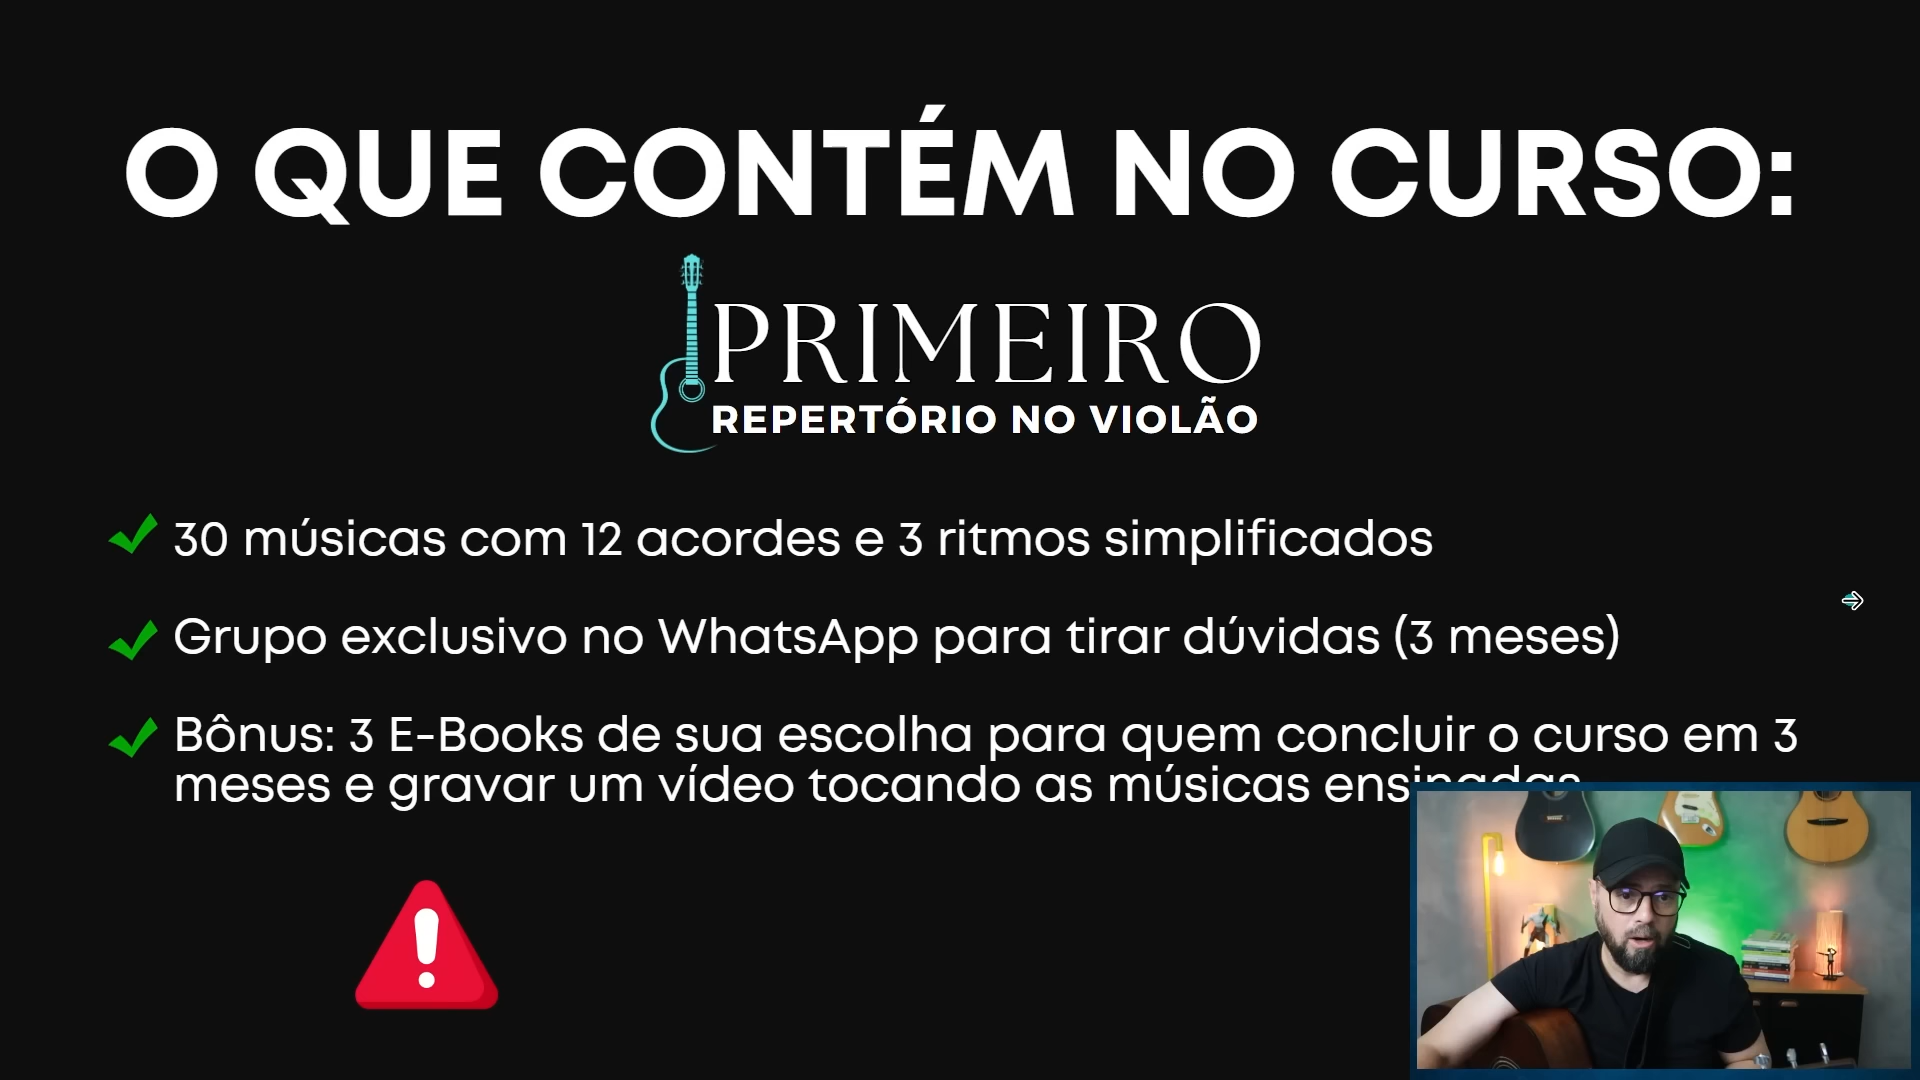 O QUE CONTÉM NO CURSO:
PRIMEIRO
REPERTÓRIO NO VIOLÃO
30 músicas com 12 acordes e 3 ritmos simplificados
Grupo exclusivo no WhatsApp para tirar dúvidas (3 meses)
Bônus: 3 E-Books de sua escolha para quem concluir o curso em 3
meses e gravar um vídeo tocando as músicas ensinadas